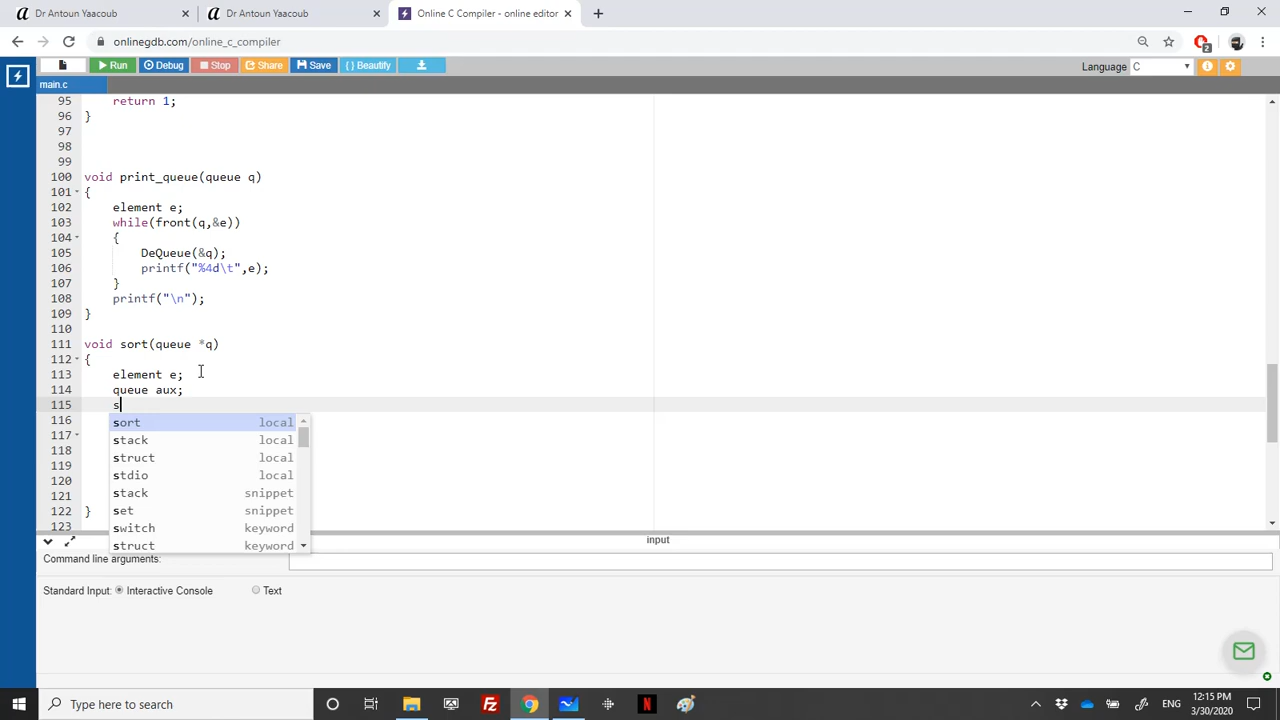 Dr Antoun Yaacoub
Dr Antoun Yaacoub
Online C Compiler - online editor
onlinegdb.com/online_c_compiler
2
Run
Debug
Stop
Share
Save
{ } Beautify
Language
C
main.c
95 return 1;
96 }
97
98
99
100 void print_queue(queue q)
101 {
102 element e;
103 while(front(q,&e))
104 {
105 DeQueue(&q);
106 printf("%4d\t",e);
107 }
108 printf("\n");
109 }
110
111 void sort(queue *q)
112 {
113 element e;
114 queue aux;
115 s
116
117
118
119
120
121
122 }
123
sort local
stack local
struct local
stdio local
stack snippet
set snippet
switch keyword
struct keyword
input
Command line arguments:
Standard Input: Interactive Console Text
Type here to search
ENG
12:15 PM
3/30/2020